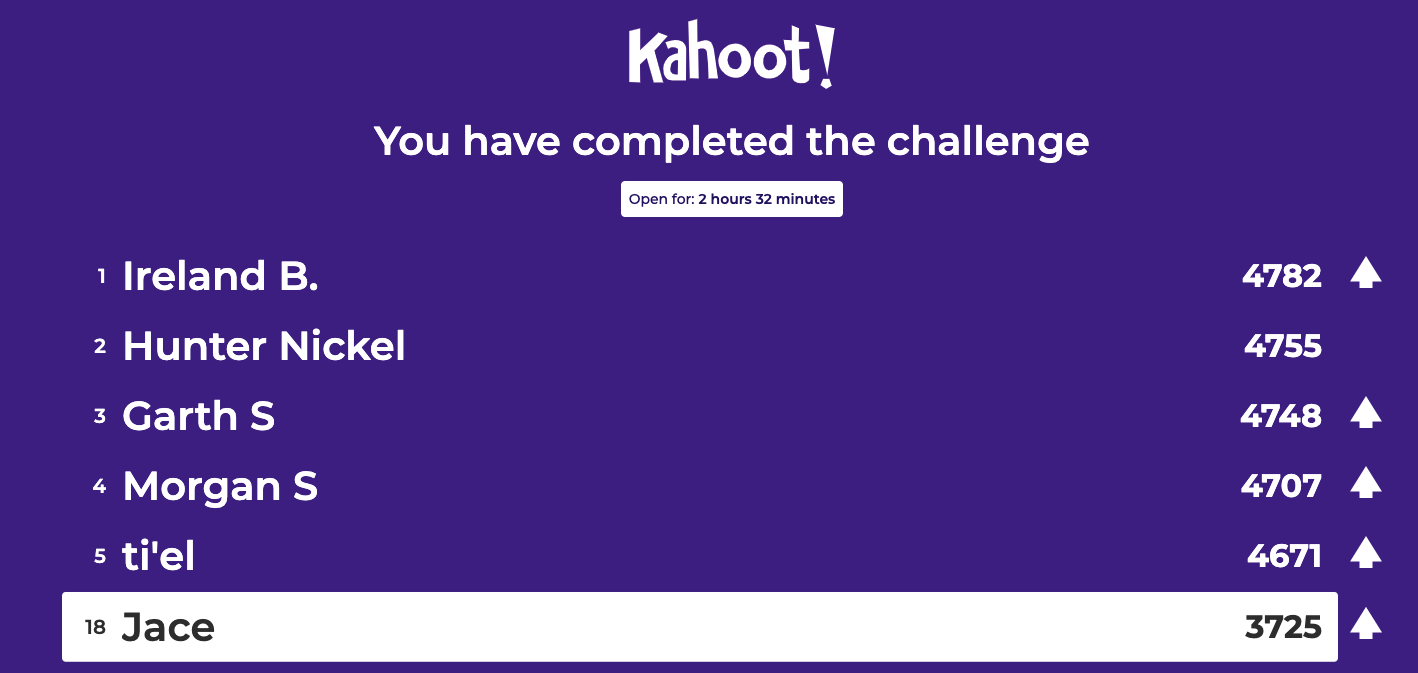 Kahoot!
You have completed the challenge
Open for: 2 hours 32 minutes
1 Ireland B. 4782
2 Hunter Nickel 4755
3 Garth S 4748
4 Morgan S 4707
5 ti'el 4671
18 Jace 3725